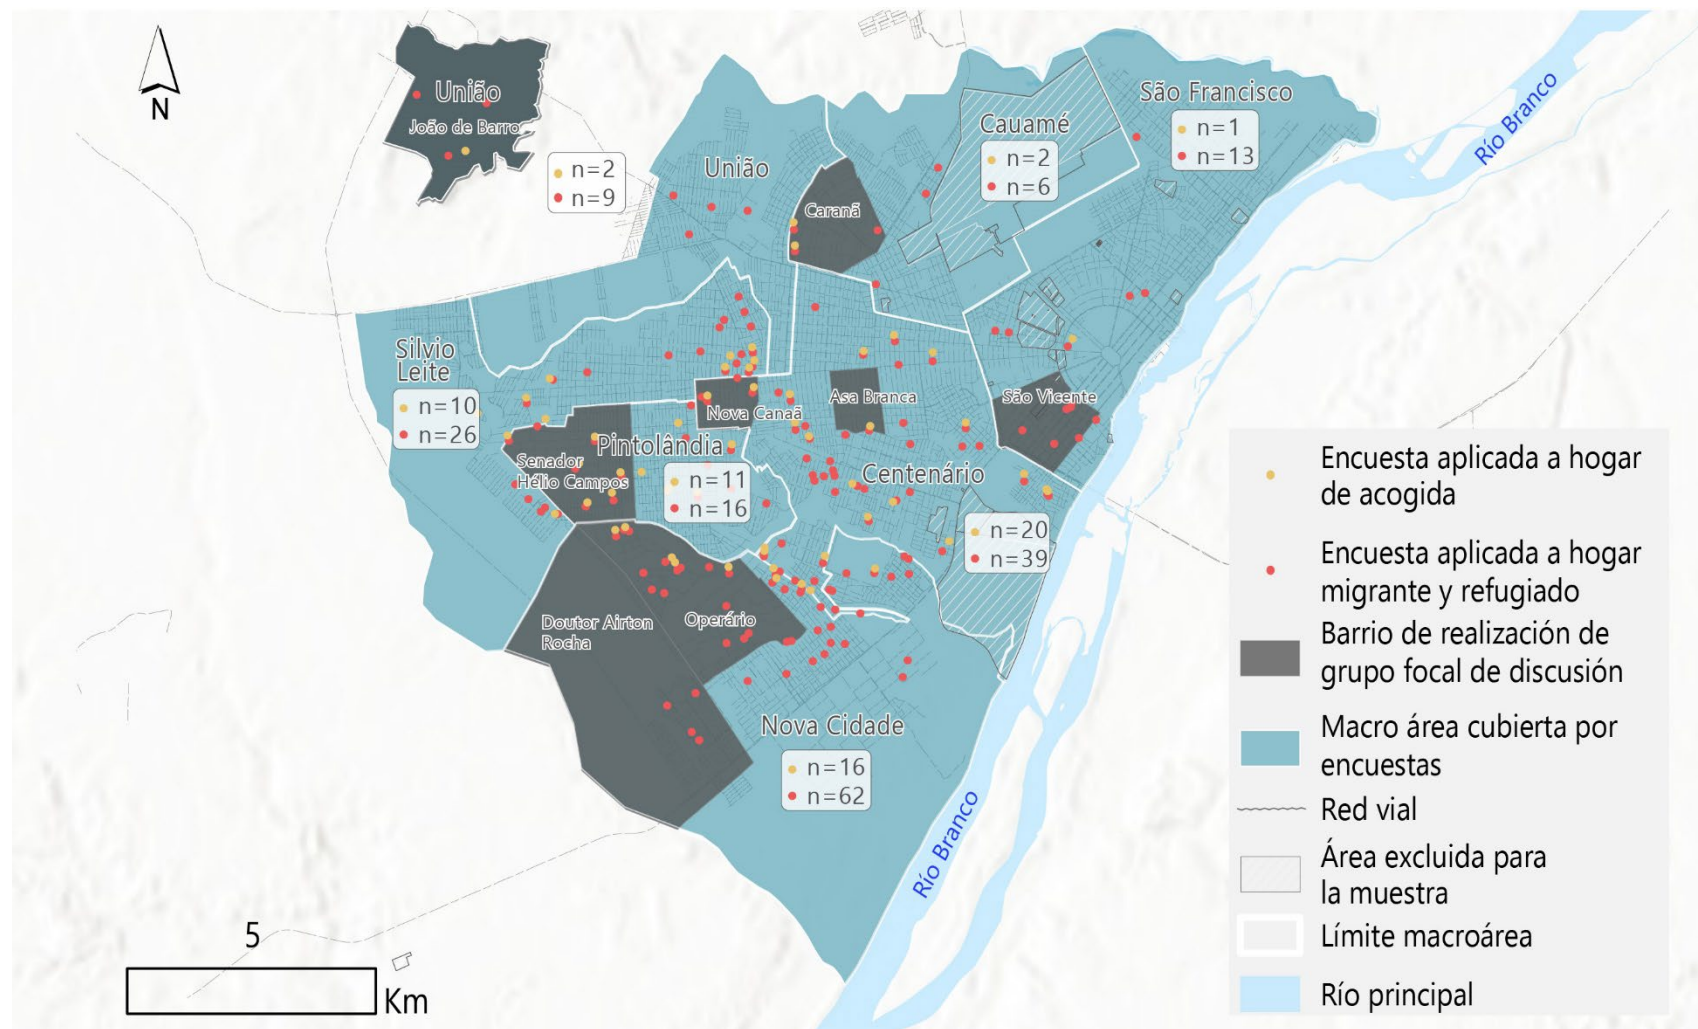 N
União
João de Barro
n=2
n=9
União
Caranã
Cauamé
n=2
n=6
São Francisco
n=1
n=13
Río Branco
Silvio
Leite
n=10
n=26
Nova Canaã
Asa Branca
São Vicente
Senador
Hélio Campos
Pintolândia
n=11
n=16
Centenário
n=20
n=39
Doutor Airton
Rocha
Operário
Nova Cidade
n=16
n=62
Río Branco
5
Km
Encuesta aplicada a hogar
de acogida
Encuesta aplicada a hogar
migrante y refugiado
Barrio de realización de
grupo focal de discusión
Macro área cubierta por
encuestas
Red vial
Área excluida para
la muestra
Límite macroárea
Río principal